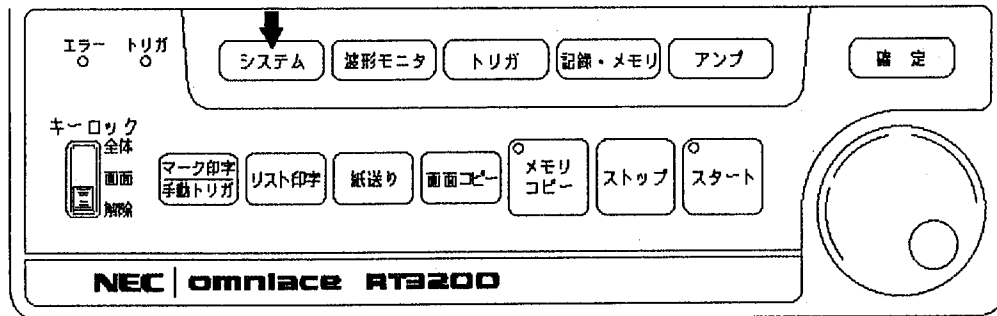 エラー トリガ
システム 波形モニタ トリガ 記録・メモリ アンプ 確 定
キーロック
全体
画面
解除
マーク印字
手動トリガ
リスト印字 紙送り 画面コピー
メモリ
コピー
ストップ スタート
NEC omniace RT3200